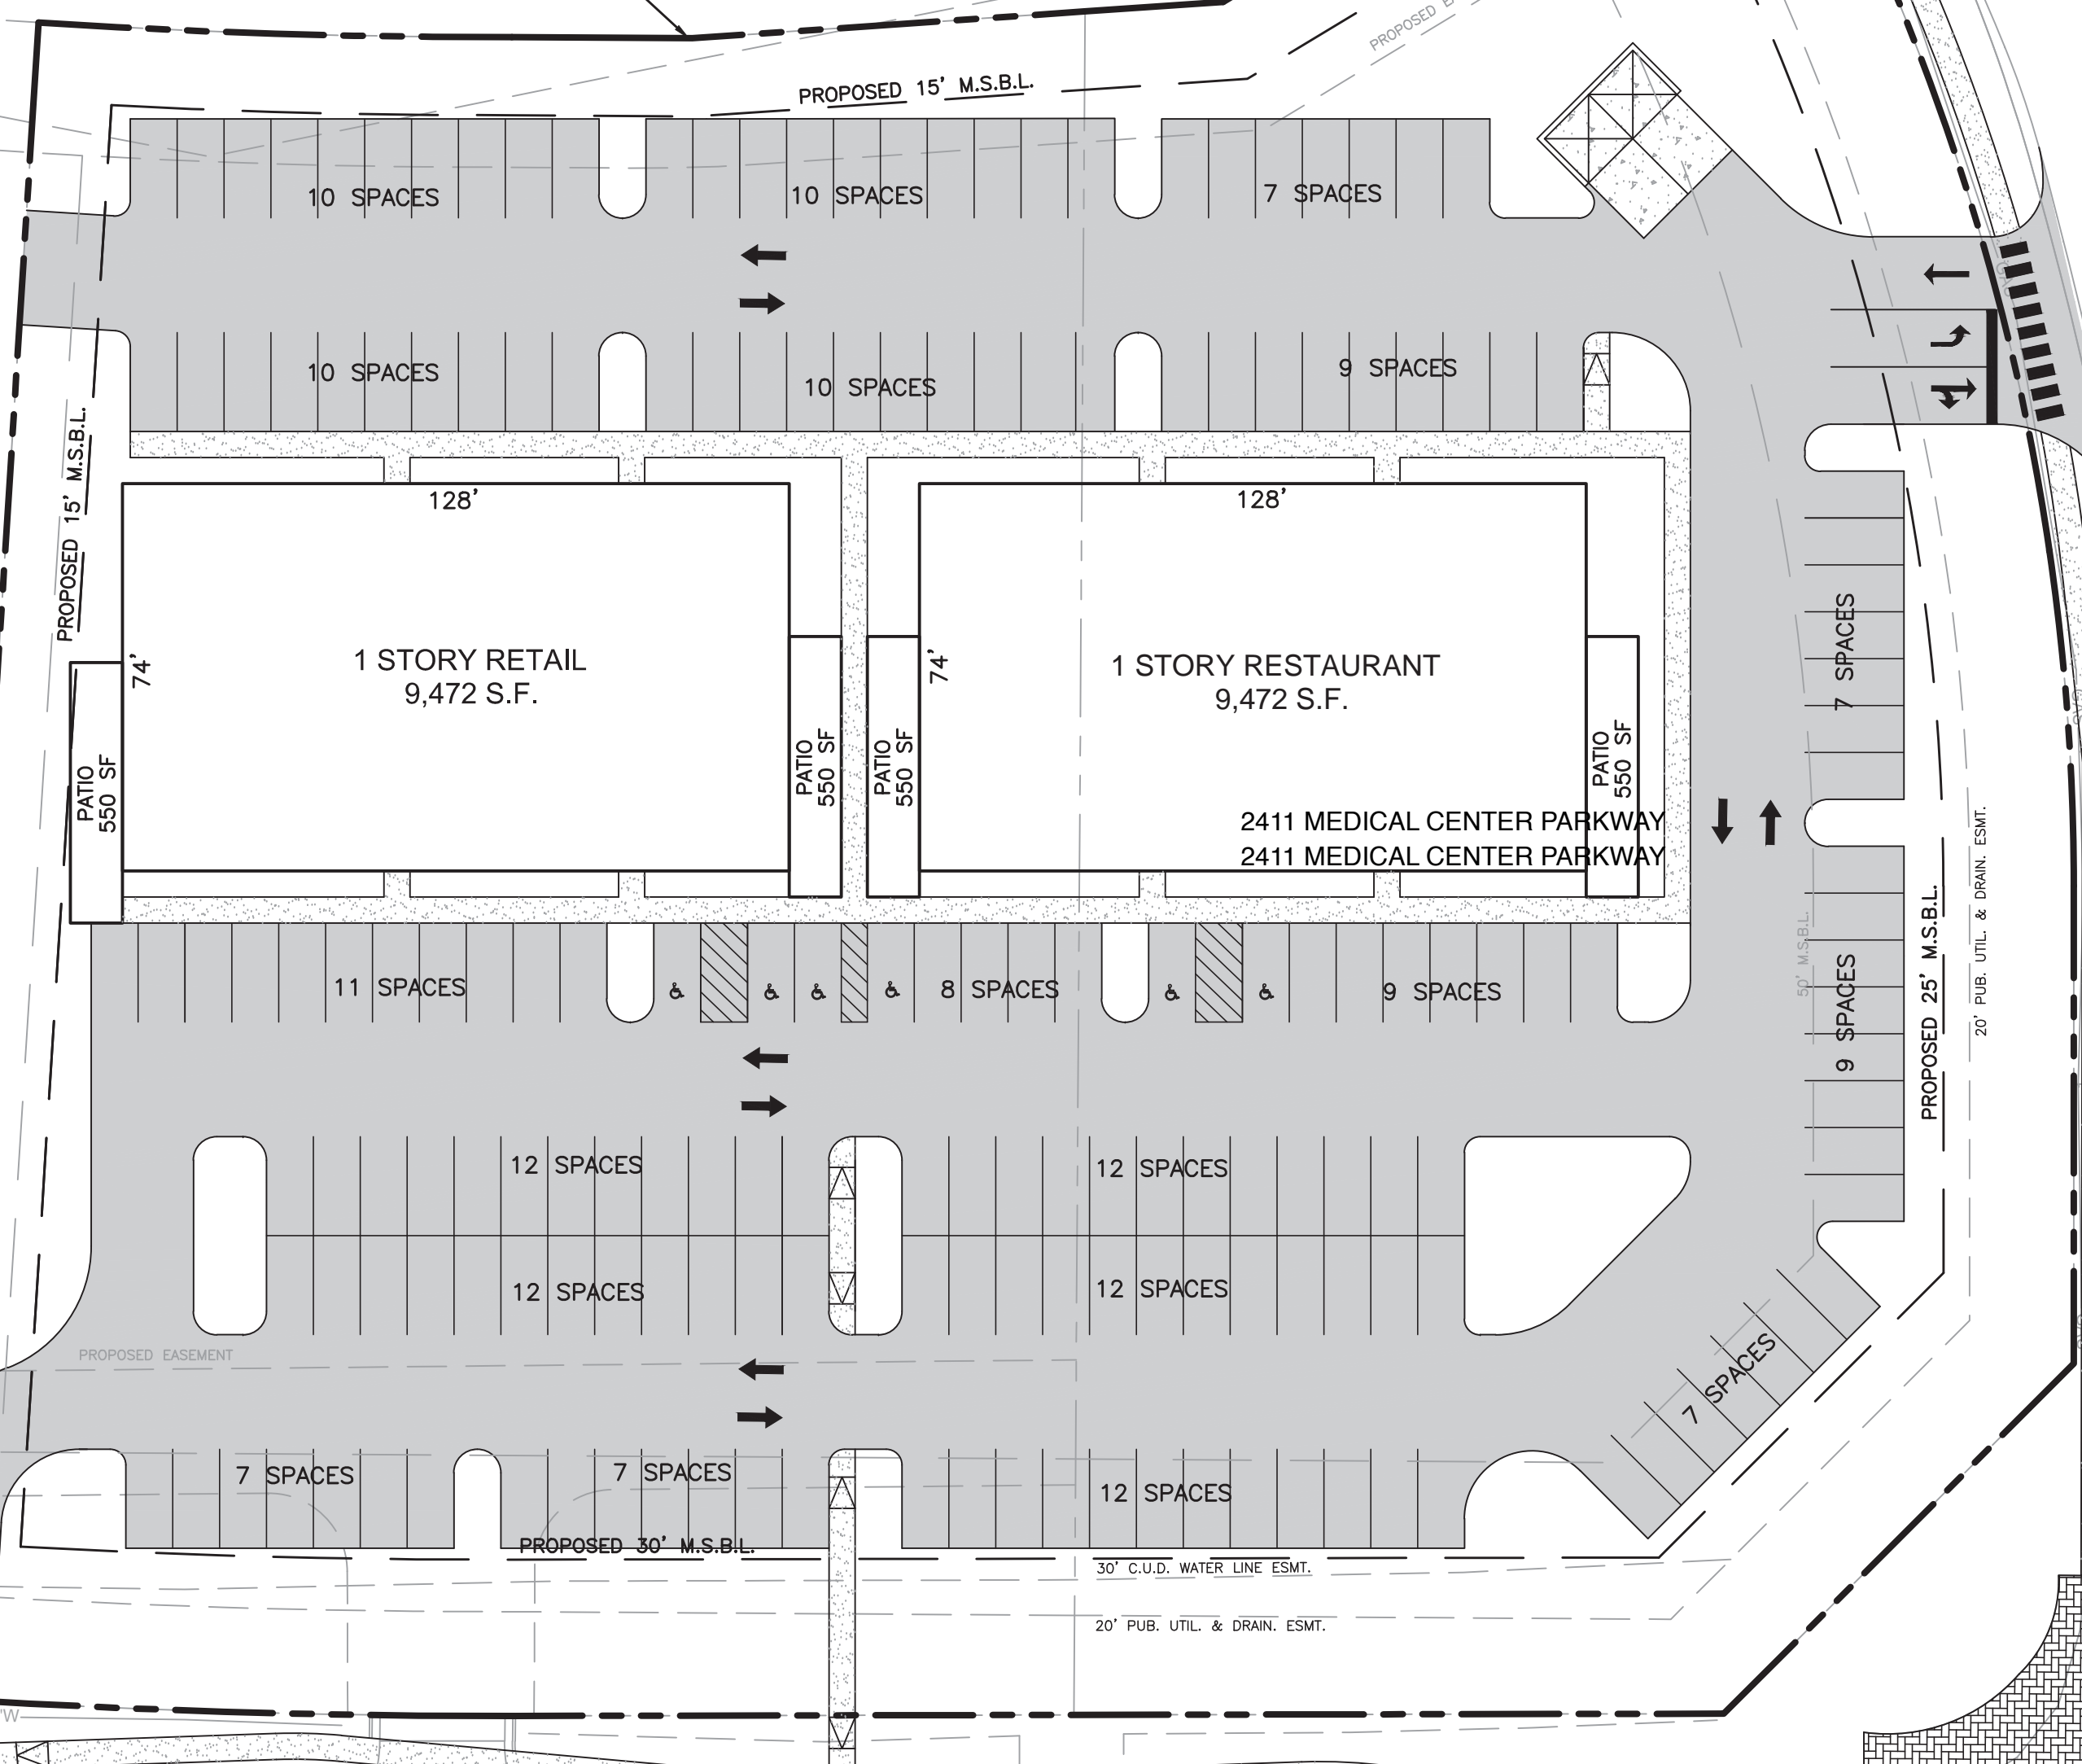 PROPOSED 15' M.S.B.L.
PROPOSED
10 SPACES
10 SPACES
7 SPACES
10 SPACES
10 SPACES
9 SPACES
PROPOSED 15' M.S.B.L.
128'
128'
74'
1 STORY RETAIL
9,472 S.F.
74'
1 STORY RESTAURANT
9,472 S.F.
7 SPACES
PATIO
550 SF
PATIO
550 SF
PATIO
550 SF
PATIO
550 SF
2411 MEDICAL CENTER PARKWAY
2411 MEDICAL CENTER PARKWAY
11 SPACES
8 SPACES
9 SPACES
50' M.S.B.L.
9 SPACES
PROPOSED 25' M.S.B.L.
20' PUB. UTIL. & DRAIN. ESMT.
12 SPACES
12 SPACES
12 SPACES
12 SPACES
PROPOSED EASEMENT
7 SPACES
7 SPACES
7 SPACES
12 SPACES
PROPOSED 30' M.S.B.L.
30' C.U.D. WATER LINE ESMT.
20' PUB. UTIL. & DRAIN. ESMT.